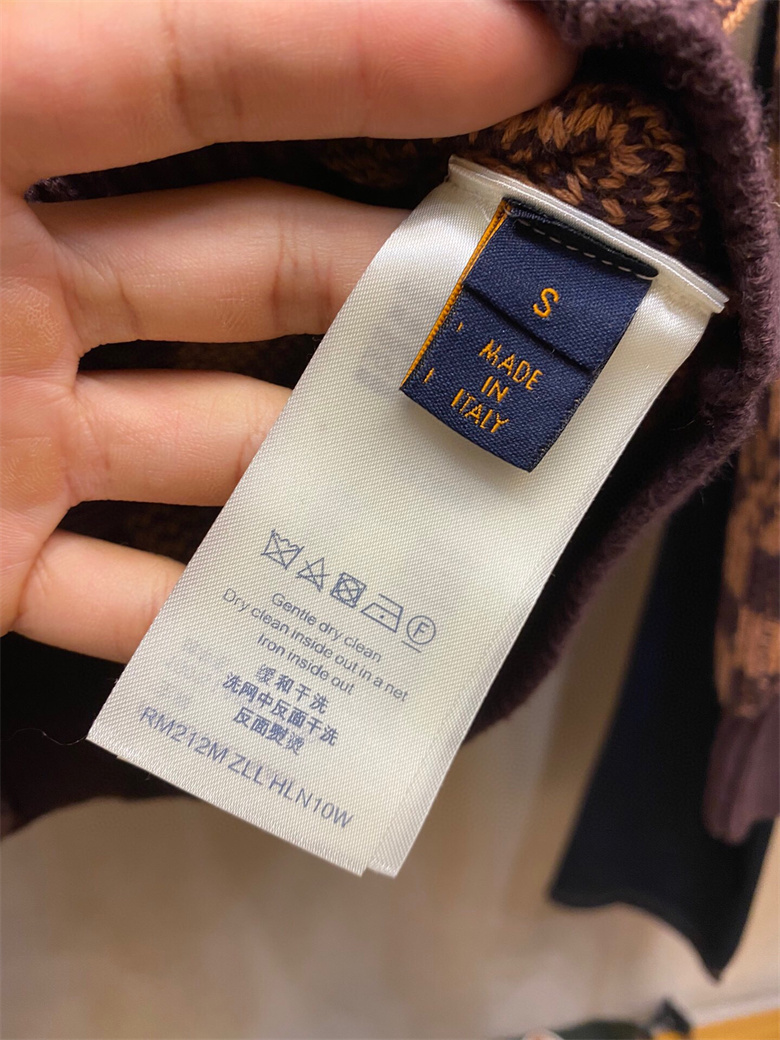 S
MADE
IN
ITALY
F
Gentle dry clean
Dry clean inside out in a net
Iron inside out
缓和干洗
洗网中反面干洗
反面熨烫
RM212M ZLL HLN10W